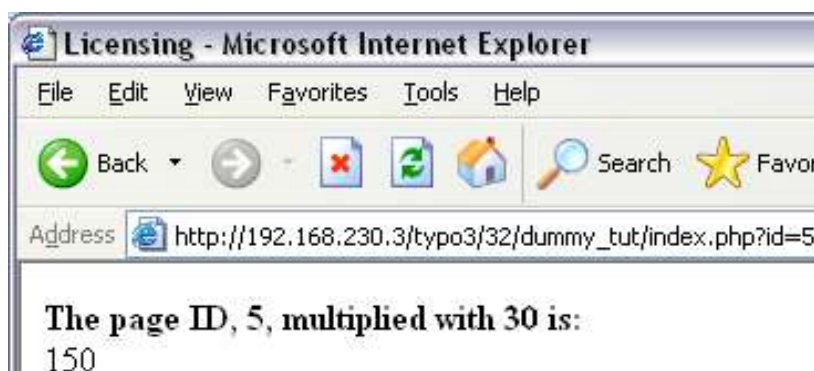 Licensing - Microsoft Internet Explorer
File Edit View Favorites Tools Help
Back Search Favor
Address http://192.168.230.3/typo3/32/dummy_tut/index.php?id=5
The page ID, 5, multiplied with 30 is:
150